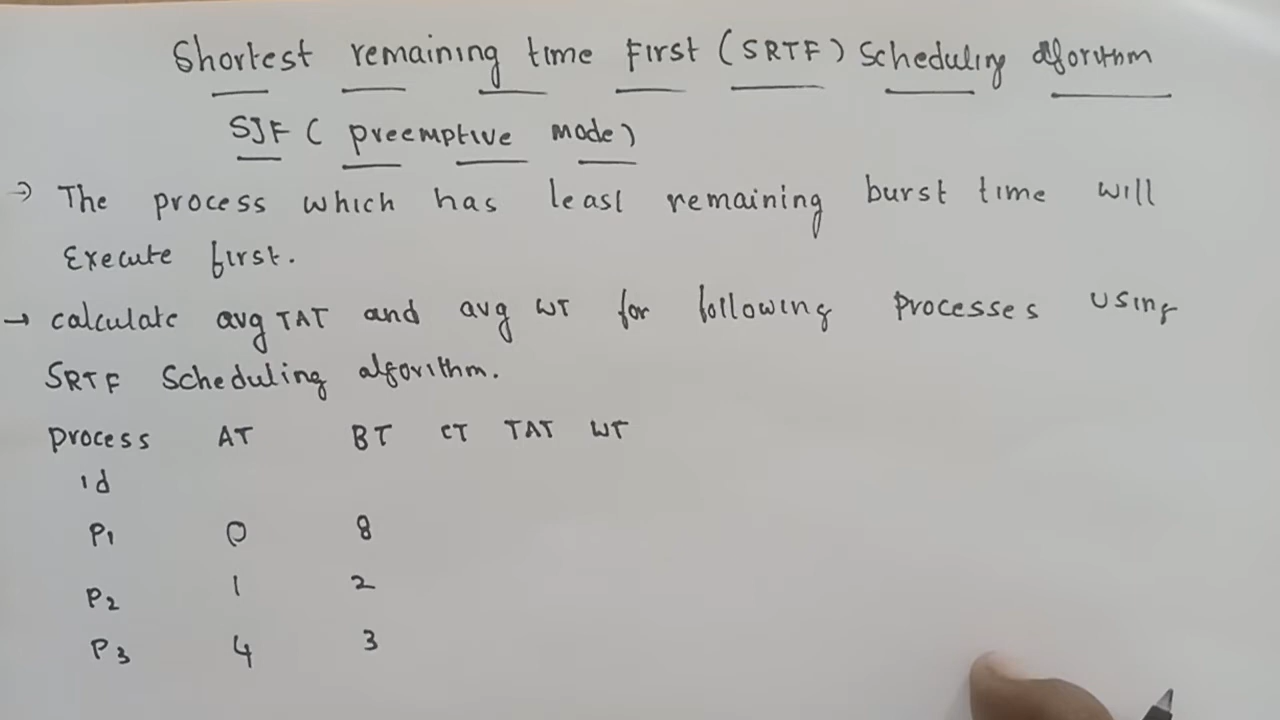 Shortest remaining time First (SRTF) Scheduling algorithm
SJF (preemptive mode)
→ The process which has least remaining burst time will
Execute first.
→ calculate avg TAT and avg WT for following processes using
SRTF Scheduling algorithm.
process AT BT CT TAT WT
id
P1 0 8
P2 1 2
P3 4 3